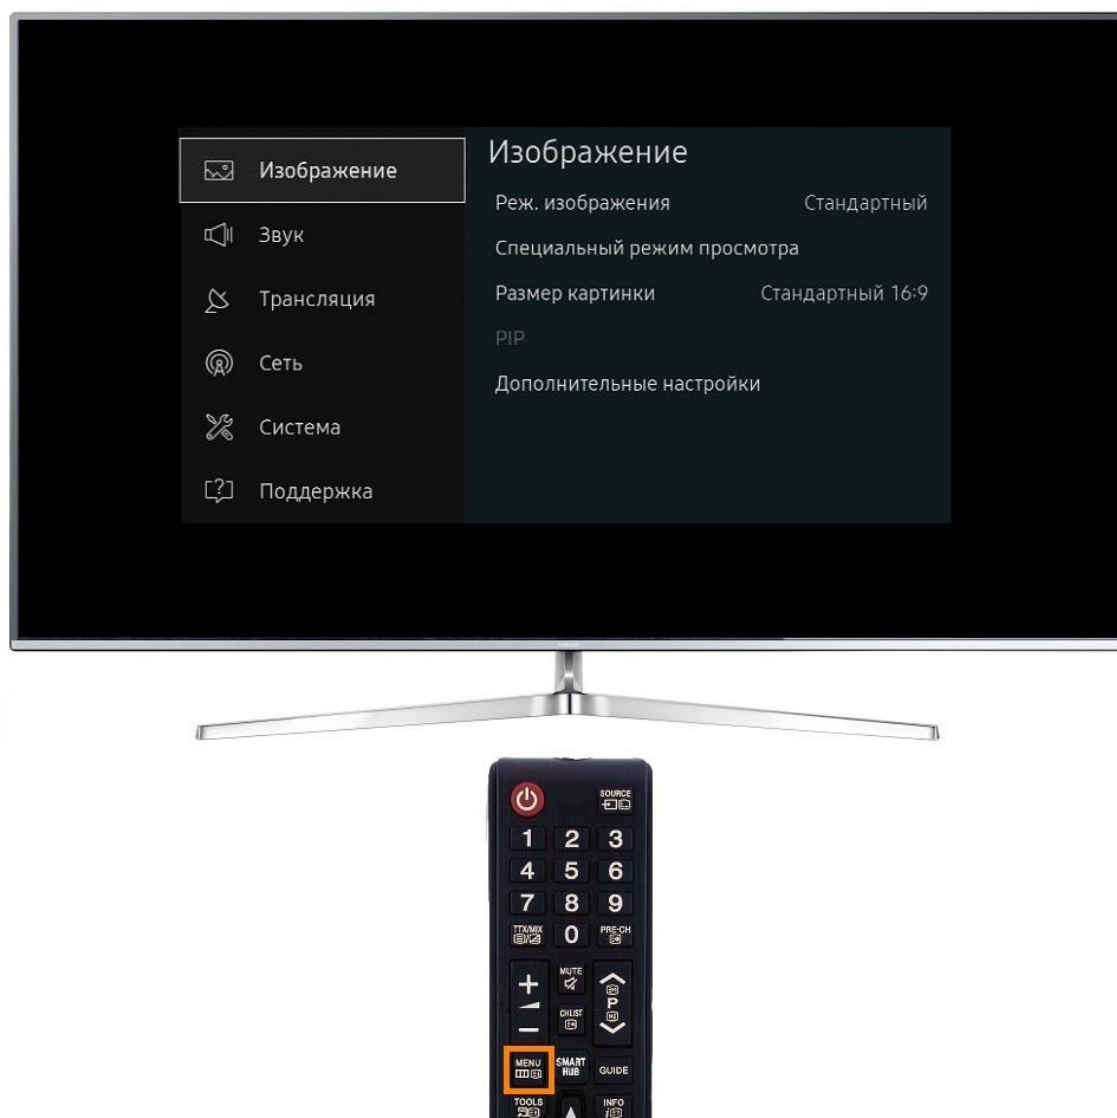 Изображение
Звук
Трансляция
Сеть
Система
Поддержка
Изображение
Реж. изображения Стандартный
Специальный режим просмотра
Размер картинки Стандартный 16:9
PIP
Дополнительные настройки
SOURCE
1 2 3
4 5 6
7 8 9
TTX/MIX 0 PRE-CH
+ MUTE
P
CH LIST
−
MENU SMART HUB GUIDE
TOOLS INFO